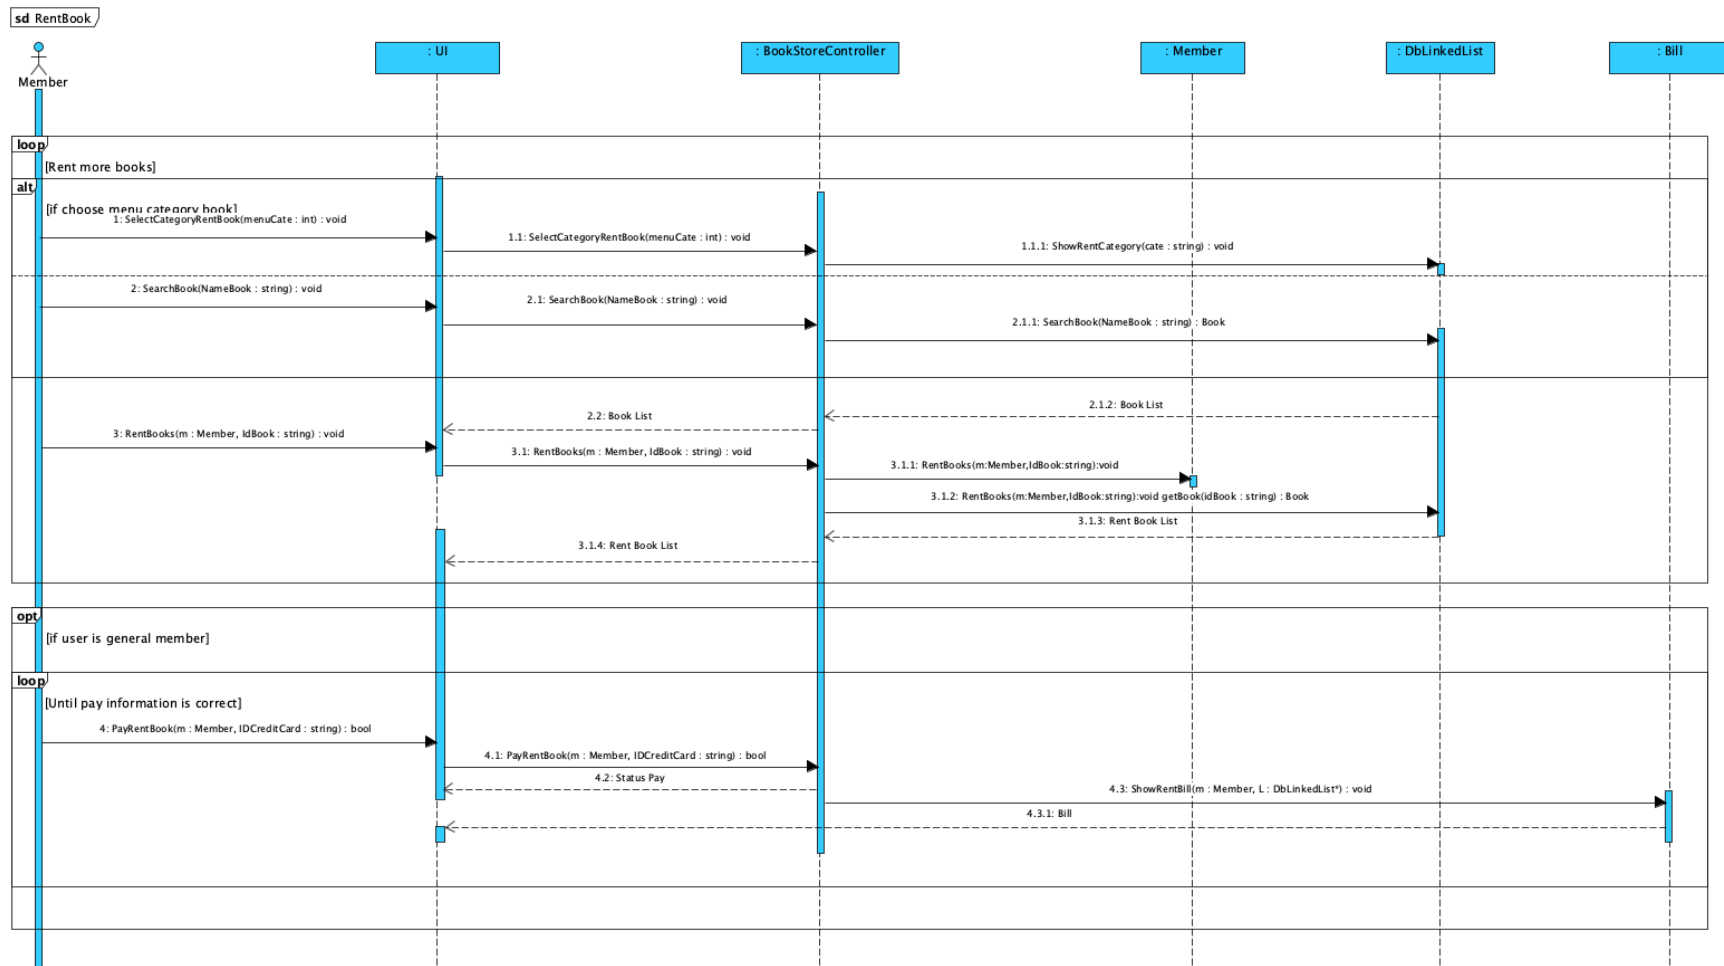 sd RentBook
Member
: UI
: BookStoreController
: Member
: DbLinkedList
: Bill
loop
[Rent more books]
alt
[if choose menu category book]
1: SelectCategoryRentBook(menuCate : int) : void
1.1: SelectCategoryRentBook(menuCate : int) : void
1.1.1: ShowRentCategory(cate : string) : void
2: SearchBook(NameBook : string) : void
2.1: SearchBook(NameBook : string) : void
2.1.1: SearchBook(NameBook : string) : Book
2.1.2: Book List
2.2: Book List
3: RentBooks(m : Member, IdBook : string) : void
3.1: RentBooks(m : Member, IdBook : string) : void
3.1.1: RentBooks(m:Member,IdBook:string):void
3.1.2: RentBooks(m:Member,IdBook:string):void getBook(idBook : string) : Book
3.1.3: Rent Book List
3.1.4: Rent Book List
opt
[if user is general member]
loop
[Until pay information is correct]
4: PayRentBook(m : Member, IDCreditCard : string) : bool
4.1: PayRentBook(m : Member, IDCreditCard : string) : bool
4.2: Status Pay
4.3: ShowRentBill(m : Member, L : DbLinkedList*) : void
4.3.1: Bill